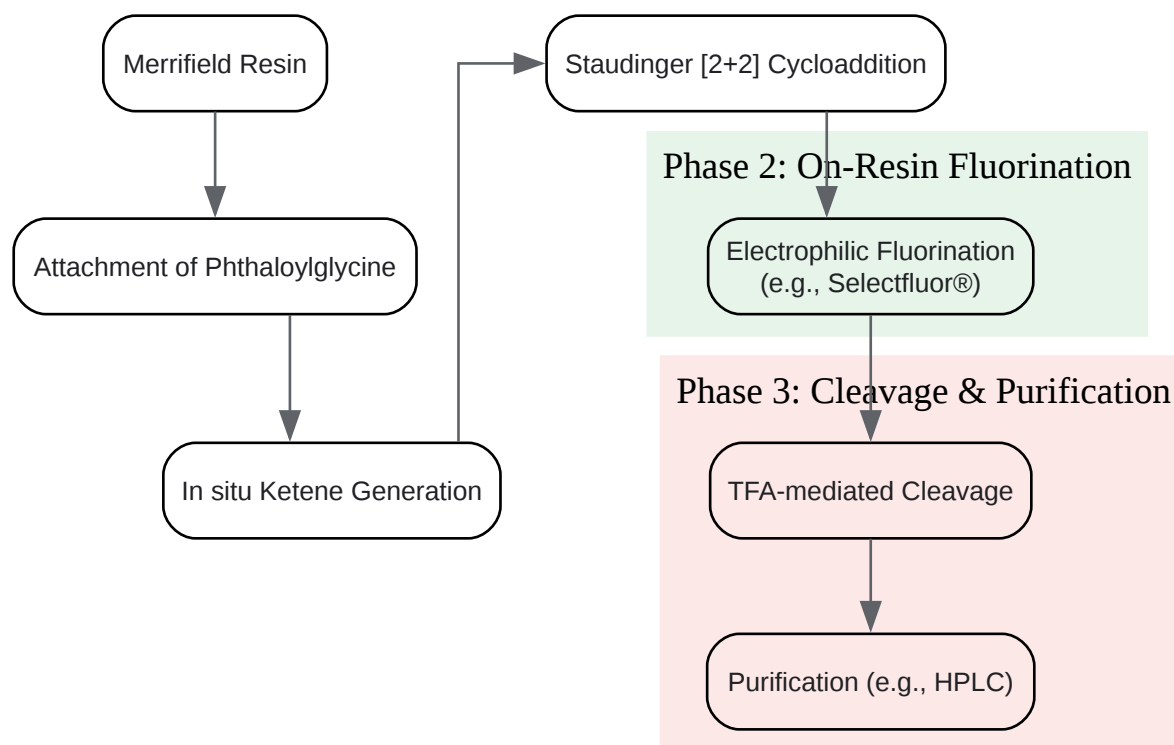 Merrifield Resin
Attachment of Phthaloylglycine
In situ Ketene Generation
Staudinger [2+2] Cycloaddition
Phase 2: On-Resin Fluorination
Electrophilic Fluorination
(e.g., Selectfluor®)
Phase 3: Cleavage & Purification
TFA-mediated Cleavage
Purification (e.g., HPLC)